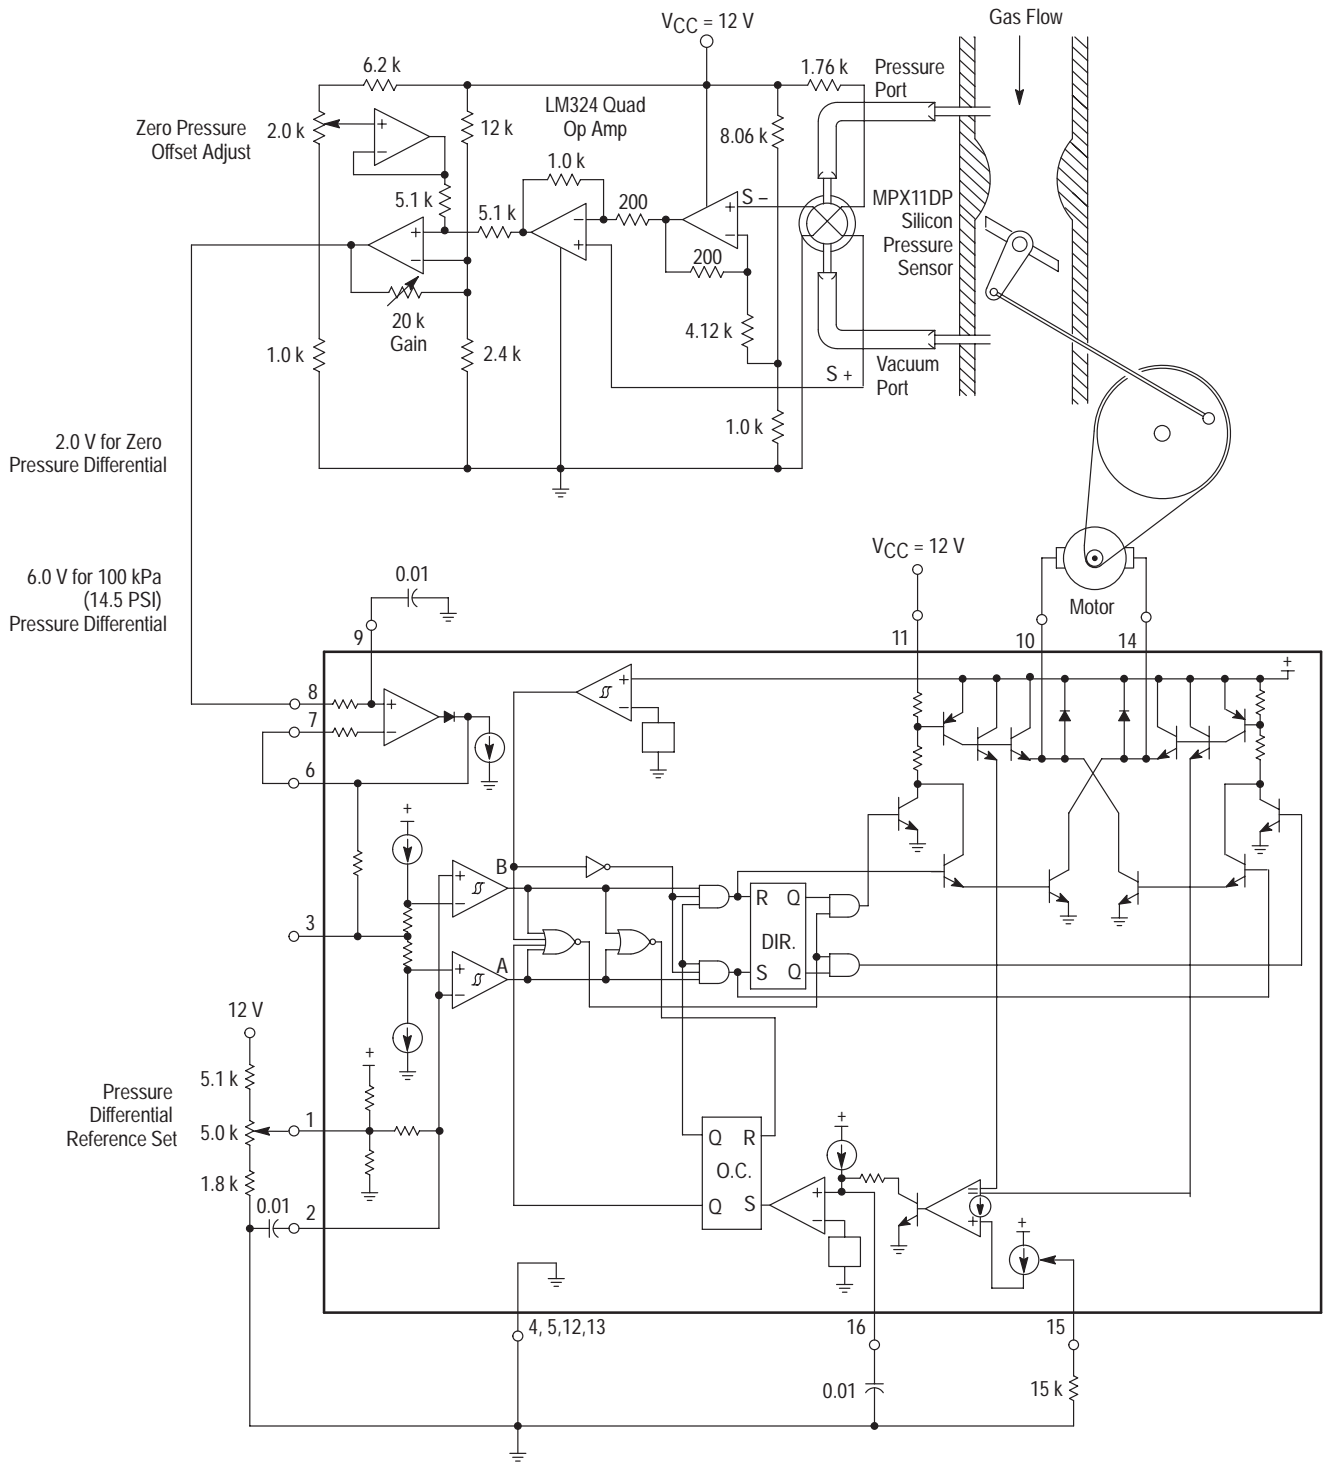 VCC = 12 V
Gas Flow
6.2 k
1.76 k
Pressure
Port
LM324 Quad
Op Amp
Zero Pressure
Offset Adjust
2.0 k
+
−
12 k
8.06 k
1.0 k
5.1 k
5.1 k
200
+
−
S −
MPX11DP
Silicon
Pressure
Sensor
+
−
−
+
200
20 k
Gain
4.12 k
1.0 k
2.4 k
Vacuum
Port
S +
1.0 k
2.0 V for Zero
Pressure Differential
VCC = 12 V
6.0 V for 100 kPa
(14.5 PSI)
Pressure Differential
0.01
Motor
9
11
10
14
+
8
+
−
7
+
−
6
+
B
+
−
R
Q
3
DIR.
A
+
−
S
Q
12 V
5.1 k
+
Pressure
Differential
Reference Set
1
5.0 k
+
Q
R
O.C.
1.8 k
Q
S
+
−
=
+
+
0.01
2
4, 5,12,13
16
15
0.01
15 k